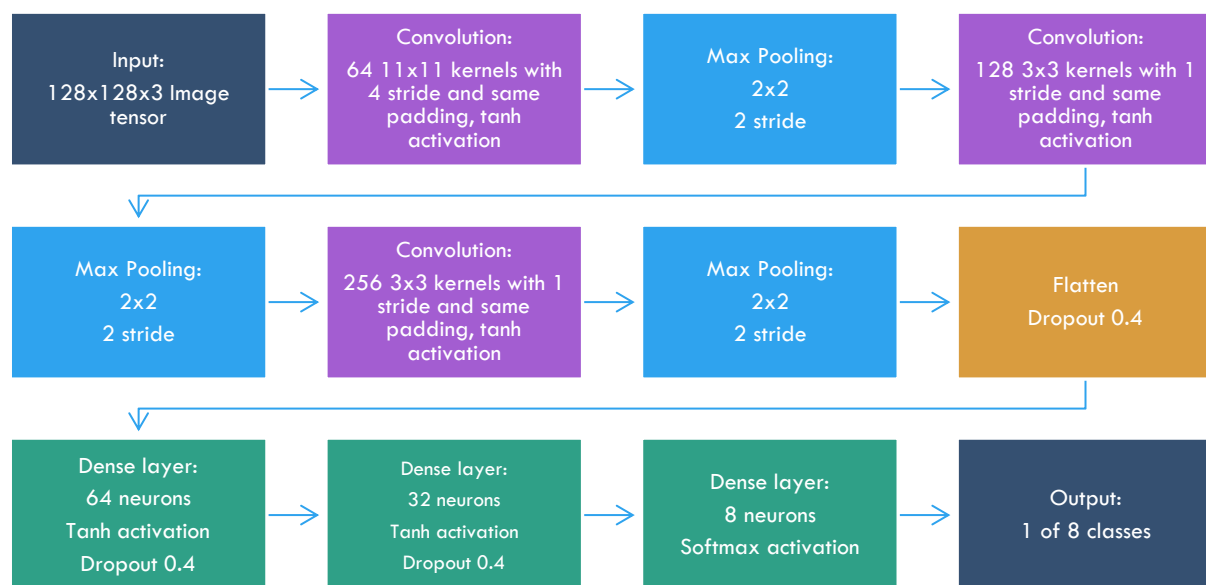 Input:
128x128x3 Image
tensor
Convolution:
64 11x11 kernels with
4 stride and same
padding, tanh
activation
Max Pooling:
2x2
2 stride
Convolution:
128 3x3 kernels with 1
stride and same
padding, tanh
activation
Max Pooling:
2x2
2 stride
Convolution:
256 3x3 kernels with 1
stride and same
padding, tanh
activation
Max Pooling:
2x2
2 stride
Flatten
Dropout 0.4
Dense layer:
64 neurons
Tanh activation
Dropout 0.4
Dense layer:
32 neurons
Tanh activation
Dropout 0.4
Dense layer:
8 neurons
Softmax activation
Output:
1 of 8 classes